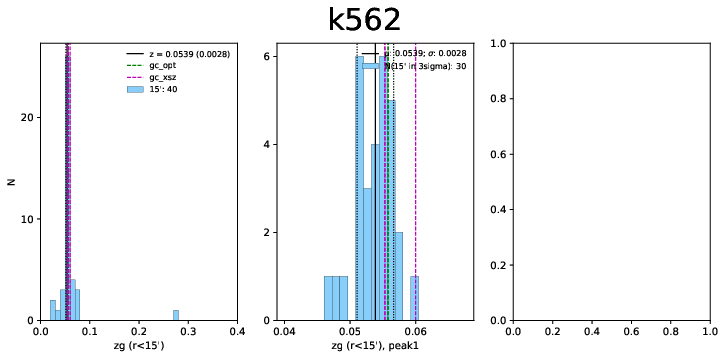 k562
z = 0.0539 (0.0028)
gc_opt
gc_xsz
15': 40
N
20
10
0
0.0 0.1 0.2 0.3 0.4
zg (r<15')
: 0.0539; σ: 0.0028
N(15' in 3sigma): 30
6
4
2
0
0.04 0.05 0.06
zg (r<15'), peak1
1.0
0.8
0.6
0.4
0.2
0.0
0.0 0.2 0.4 0.6 0.8 1.0